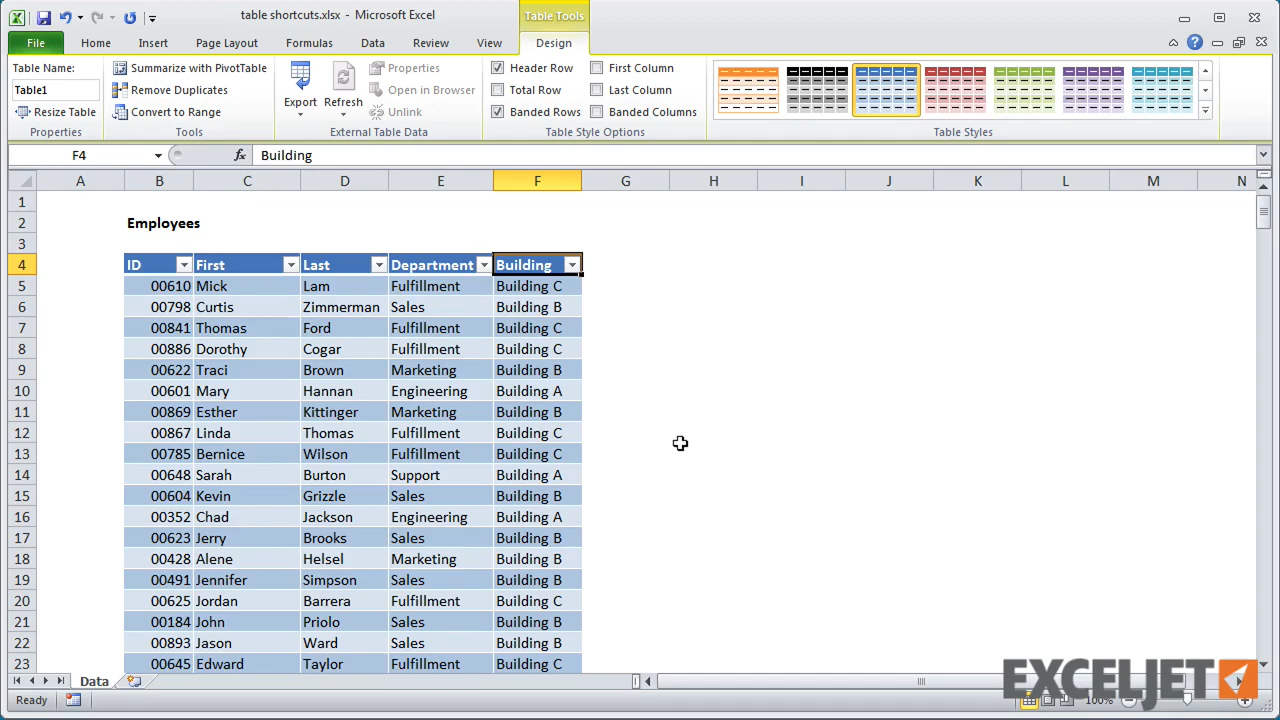 table shortcuts.xlsx - Microsoft Excel
Table Tools
File Home Insert Page Layout Formulas Data Review View Design
Table Name:
Table1
Resize Table
Properties
Summarize with PivotTable
Remove Duplicates
Convert to Range
Tools
Export Refresh
Properties
Open in Browser
Unlink
External Table Data
Header Row First Column
Total Row Last Column
Banded Rows Banded Columns
Table Style Options
Table Styles
F4 fx Building
A B C D E F G H I J K L M N
1
2 Employees
3
4 ID First Last Department Building
5 00610 Mick Lam Fulfillment Building C
6 00798 Curtis Zimmerman Sales Building B
7 00841 Thomas Ford Fulfillment Building C
8 00886 Dorothy Cogar Fulfillment Building C
9 00622 Traci Brown Marketing Building B
10 00601 Mary Hannan Engineering Building A
11 00869 Esther Kittinger Marketing Building B
12 00867 Linda Thomas Fulfillment Building C
13 00785 Bernice Wilson Fulfillment Building C
14 00648 Sarah Burton Support Building A
15 00604 Kevin Grizzle Sales Building B
16 00352 Chad Jackson Engineering Building A
17 00623 Jerry Brooks Sales Building B
18 00428 Alene Helsel Marketing Building B
19 00491 Jennifer Simpson Sales Building B
20 00625 Jordan Barrera Fulfillment Building C
21 00184 John Priolo Sales Building B
22 00893 Jason Ward Sales Building B
23 00645 Edward Taylor Fulfillment Building C
Data
Ready
100%
EXCELJET